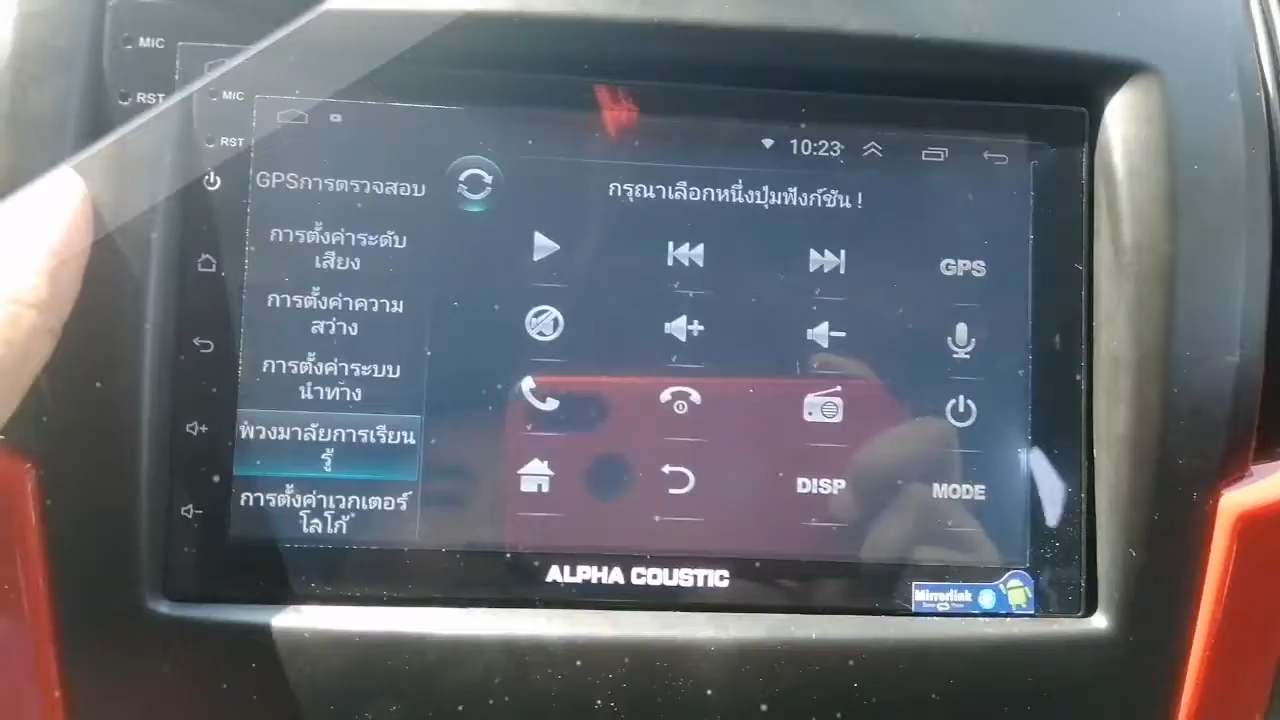 MIC
RST
MIC
RST
10:23
GPSการตรวจสอบ
กรุณาเลือกหนึ่งปุ่มฟังก์ชัน !
การตั้งค่าระดับ
เสียง
GPS
การตั้งค่าความ
สว่าง
การตั้งค่าระบบ
นำทาง
พวงมาลัยการเรียน
รู้
DISP
MODE
การตั้งค่าเวกเตอร์
โลโก้
ALPHA COUSTIC
Mirrorlink